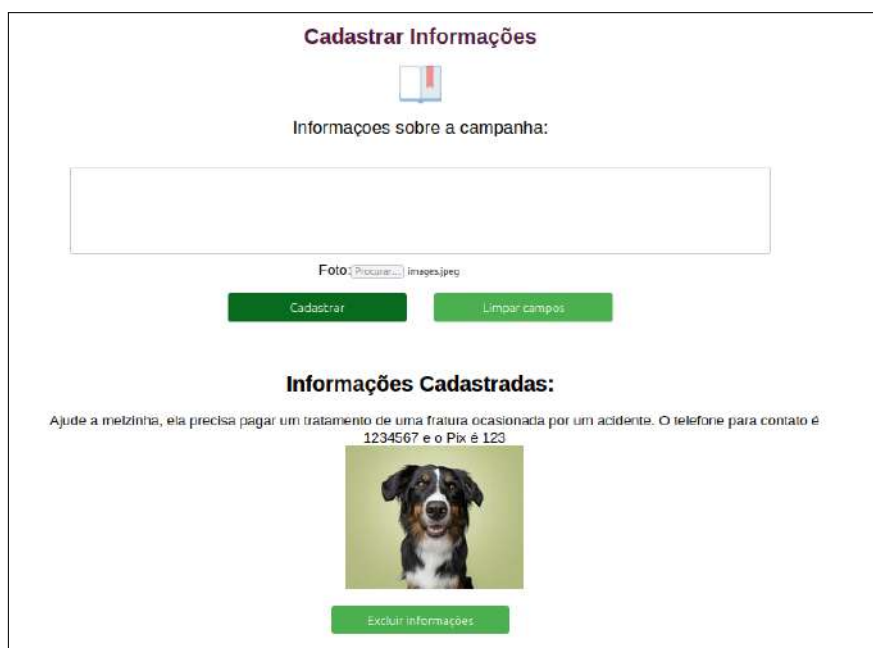 Cadastrar Informações
Informaçoes sobre a campanha:
Foto: Procurar... images.jpeg
Cadastrar
Limpar campos
Informações Cadastradas:
Ajude a melzinha, ela precisa pagar um tratamento de uma fratura ocasionada por um acidente. O telefone para contato é
1234567 e o Pix é 123
Excluir informações